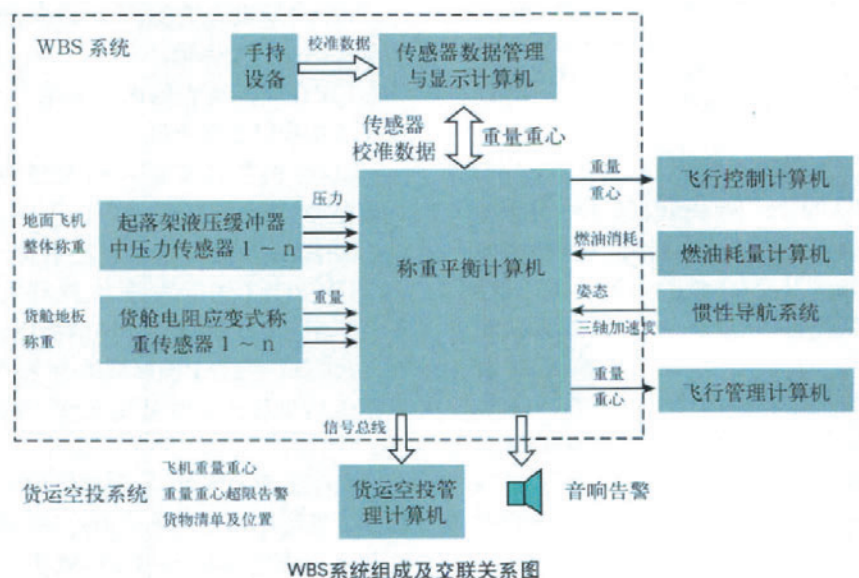 WBS 系统
手持
设备
校准数据
传感器数据管理
与显示计算机
传感器
校准数据
重量重心
地面飞机
整体称重
起落架液压缓冲器
中压力传感器 1 ~ n
压力
货舱地板
称重
货舱电阻应变式称
重传感器 1 ~ n
重量
称重平衡计算机
重量
重心
飞行控制计算机
燃油消耗
燃油耗量计算机
姿态
三轴加速度
惯性导航系统
重量
重心
飞行管理计算机
信号总线
货运空投系统
飞机重量重心
重量重心超限告警
货物清单及位置
货运空投管
理计算机
音响告警
WBS系统组成及交联关系图